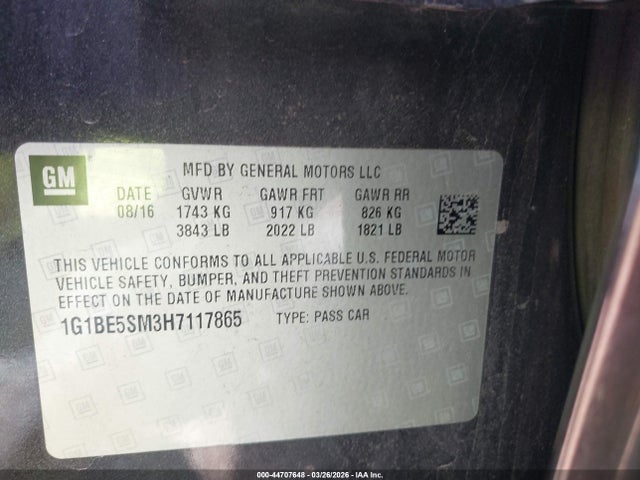 GM
MFD BY GENERAL MOTORS LLC
DATE GVWR GAWR FRT GAWR RR
08/16 1743 KG 917 KG 826 KG
3843 LB 2022 LB 1821 LB
THIS VEHICLE CONFORMS TO ALL APPLICABLE U.S. FEDERAL MOTOR
VEHICLE SAFETY, BUMPER, AND THEFT PREVENTION STANDARDS IN
EFFECT ON THE DATE OF MANUFACTURE SHOWN ABOVE.
1G1BE5SM3H7117865 TYPE: PASS CAR
000-44707648 - 03/26/2026 - IAA Inc.